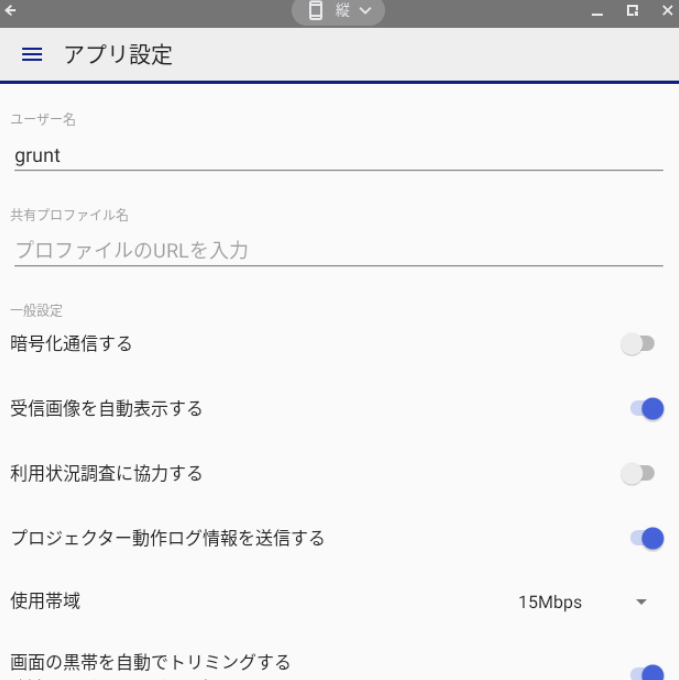 縦
アプリ設定
ユーザー名
grunt
共有プロファイル名
プロファイルのURLを入力
一般設定
暗号化通信する
受信画像を自動表示する
利用状況調査に協力する
プロジェクター動作ログ情報を送信する
使用帯域 15Mbps
画面の黒帯を自動でトリミングする